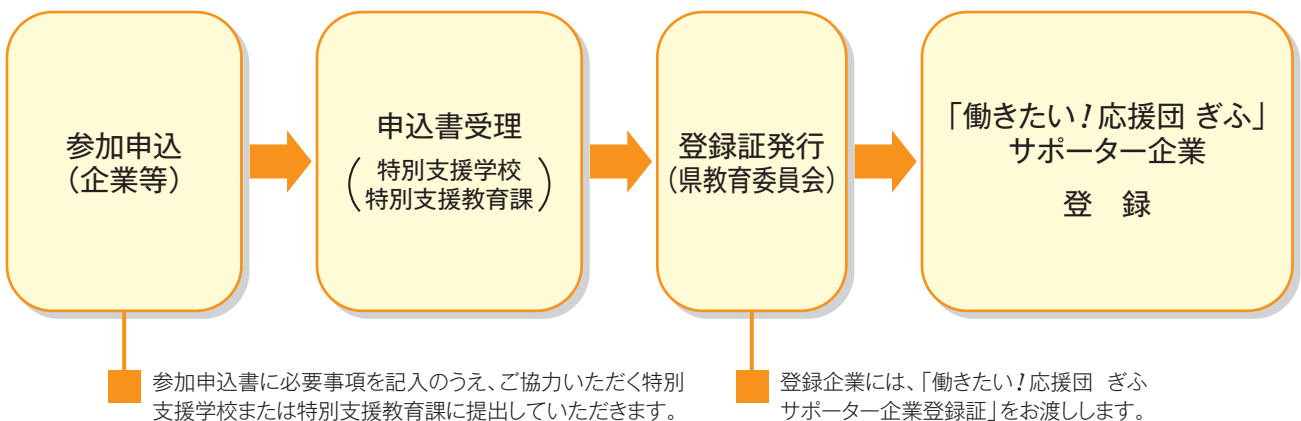 参加申込
（企業等）
申込書受理
（特別支援学校
特別支援教育課）
登録証発行
（県教育委員会）
「働きたい！応援団 ぎふ」
サポーター企業
登　録
参加申込書に必要事項を記入のうえ、ご協力いただく特別
支援学校または特別支援教育課に提出していただきます。
登録企業には、「働きたい！応援団　ぎふ
サポーター企業登録証」をお渡しします。